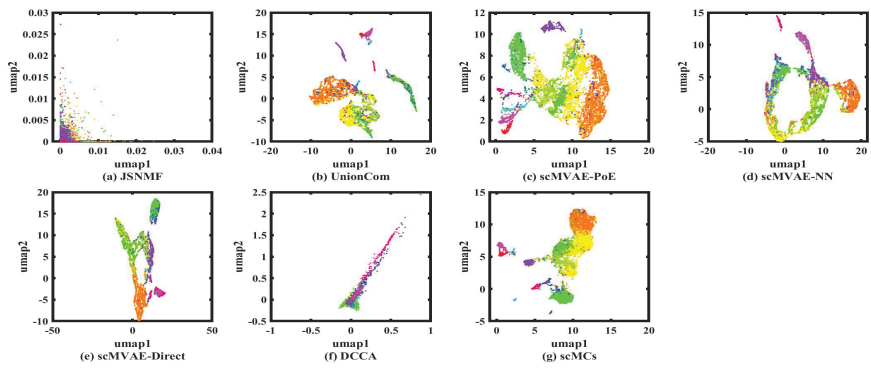 0.03
0.025
0.02
0.015
0.01
0.005
0
0 0.01 0.02 0.03 0.04
umap2
umap1
(a) JSNMF
20
15
10
5
0
-5
-10
-20 -10 0 10 20
umap2
umap1
(b) UnionCom
12
10
8
6
4
2
0
0 5 10 15 20
umap2
umap1
(c) scMVAE-PoE
15
10
5
0
-5
-20 -10 0 10 20
umap2
umap1
(d) scMVAE-NN
20
15
10
5
0
-5
-10
-50 0 50
umap2
umap1
(e) scMVAE-Direct
2.5
2
1.5
1
0.5
0
-0.5
-1 -0.5 0 0.5 1
umap2
umap1
(f) DCCA
15
10
5
0
-5
0 5 10 15 20
umap2
umap1
(g) scMCs